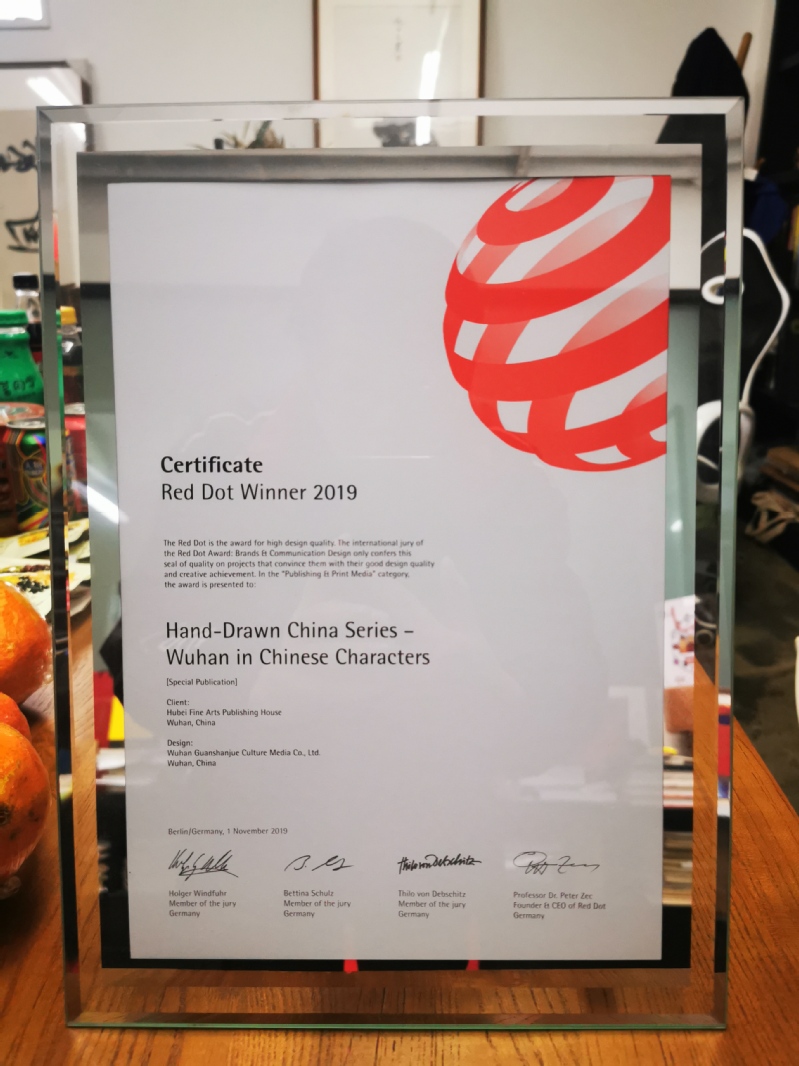 Certificate
Red Dot Winner 2019
The Red Dot is the award for high design quality. The international jury of
the Red Dot Award: Brands & Communication Design only confers this
seal of quality on projects that convince them with their good design quality
and creative achievement. In the "Publishing & Print Media" category,
the award is presented to:
Hand-Drawn China Series –
Wuhan in Chinese Characters
[Special Publication]
Client:
Hubei Fine Arts Publishing House
Wuhan, China
Design:
Wuhan Guanshanjue Culture Media Co., Ltd.
Wuhan, China
Berlin/Germany, 1 November 2019
Thilo von Debschitz
Holger Windfuhr
Member of the jury
Germany
Bettina Schulz
Member of the jury
Germany
Thilo von Debschitz
Member of the jury
Germany
Professor Dr. Peter Zec
Founder & CEO of Red Dot
Germany